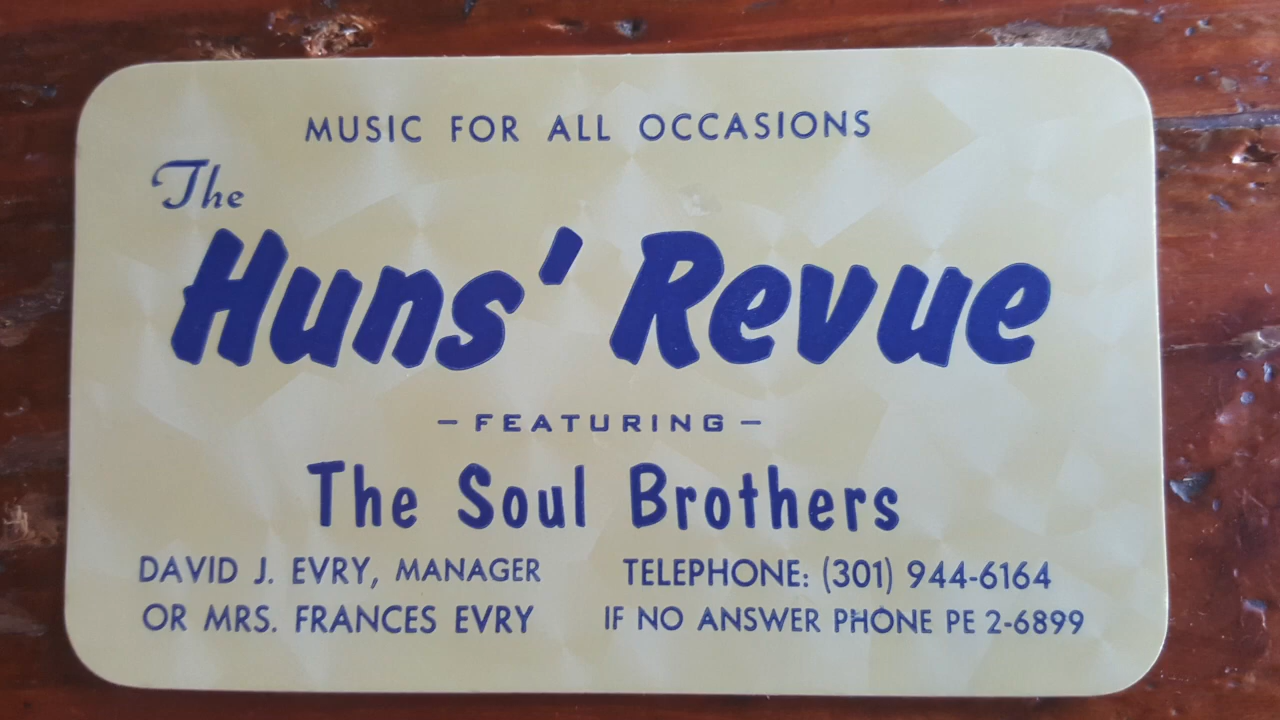 MUSIC FOR ALL OCCASIONS
The
Huns' Revue
- FEATURING -
The Soul Brothers
DAVID J. EVRY, MANAGER
OR MRS. FRANCES EVRY
TELEPHONE: (301) 944-6164
IF NO ANSWER PHONE PE 2-6899